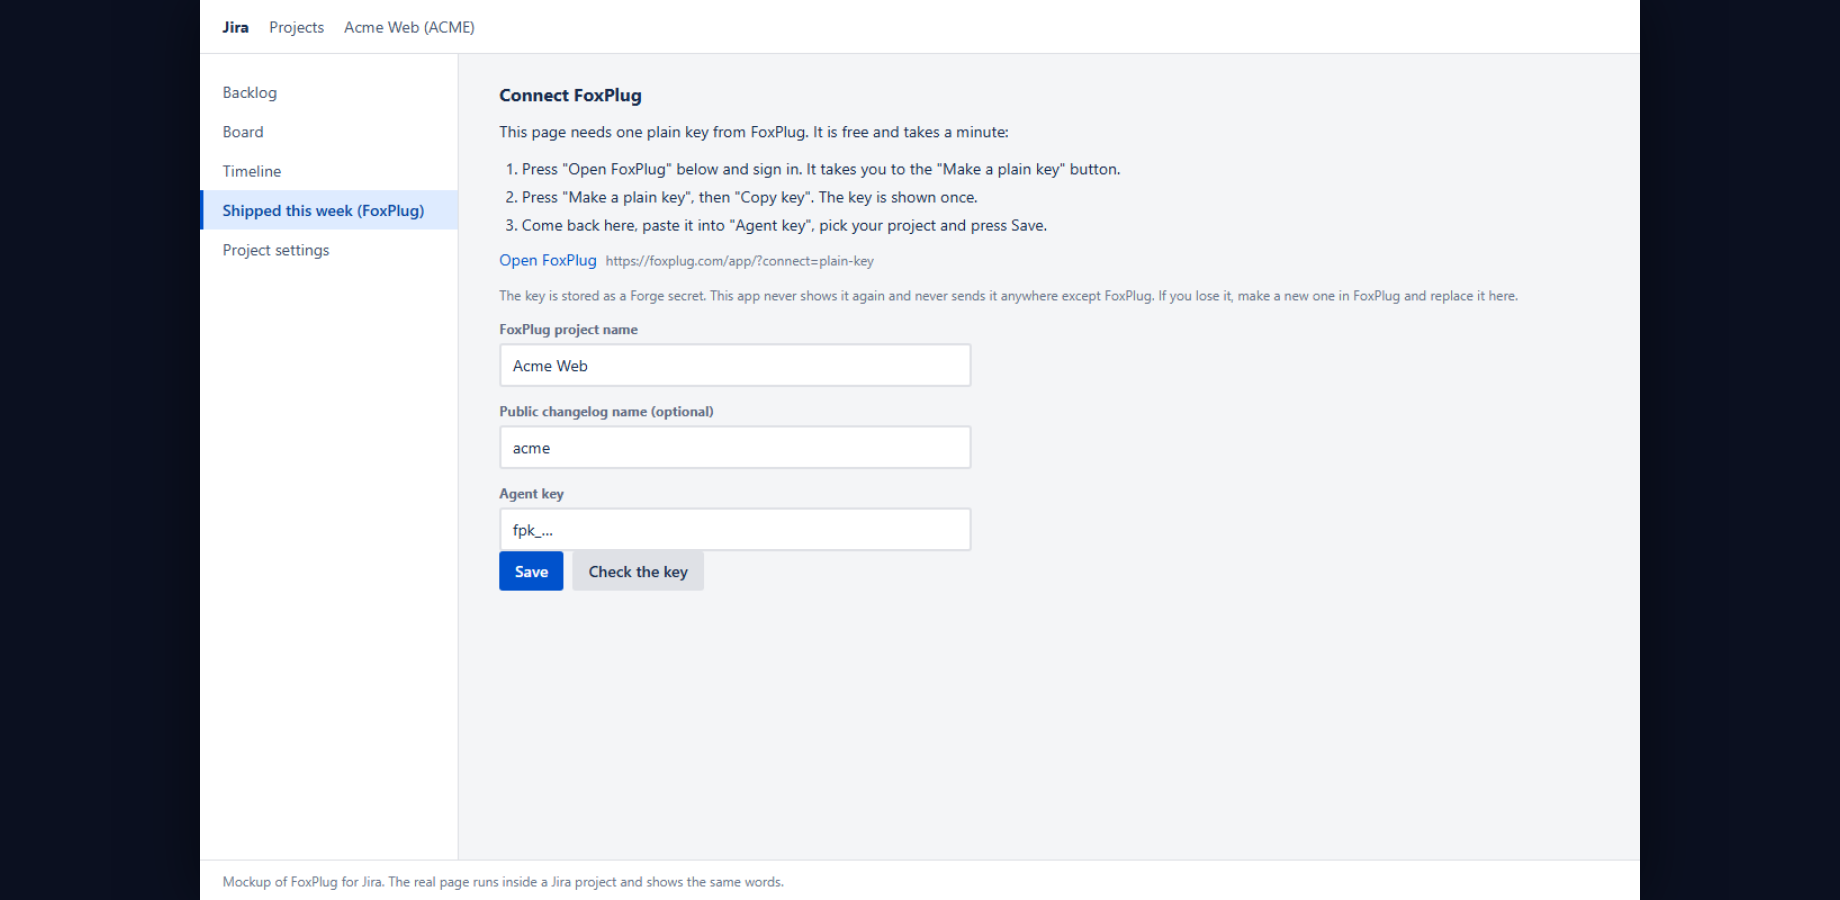 Jira Projects Acme Web (ACME)
Backlog
Board
Timeline
Shipped this week (FoxPlug)
Project settings
Connect FoxPlug
This page needs one plain key from FoxPlug. It is free and takes a minute:
1. Press "Open FoxPlug" below and sign in. It takes you to the "Make a plain key" button.
2. Press "Make a plain key", then "Copy key". The key is shown once.
3. Come back here, paste it into "Agent key", pick your project and press Save.
Open FoxPlug https://foxplug.com/app/?connect=plain-key
The key is stored as a Forge secret. This app never shows it again and never sends it anywhere except FoxPlug. If you lose it, make a new one in FoxPlug and replace it here.
FoxPlug project name
Acme Web
Public changelog name (optional)
acme
Agent key
fpk_...
Save Check the key
Mockup of FoxPlug for Jira. The real page runs inside a Jira project and shows the same words.